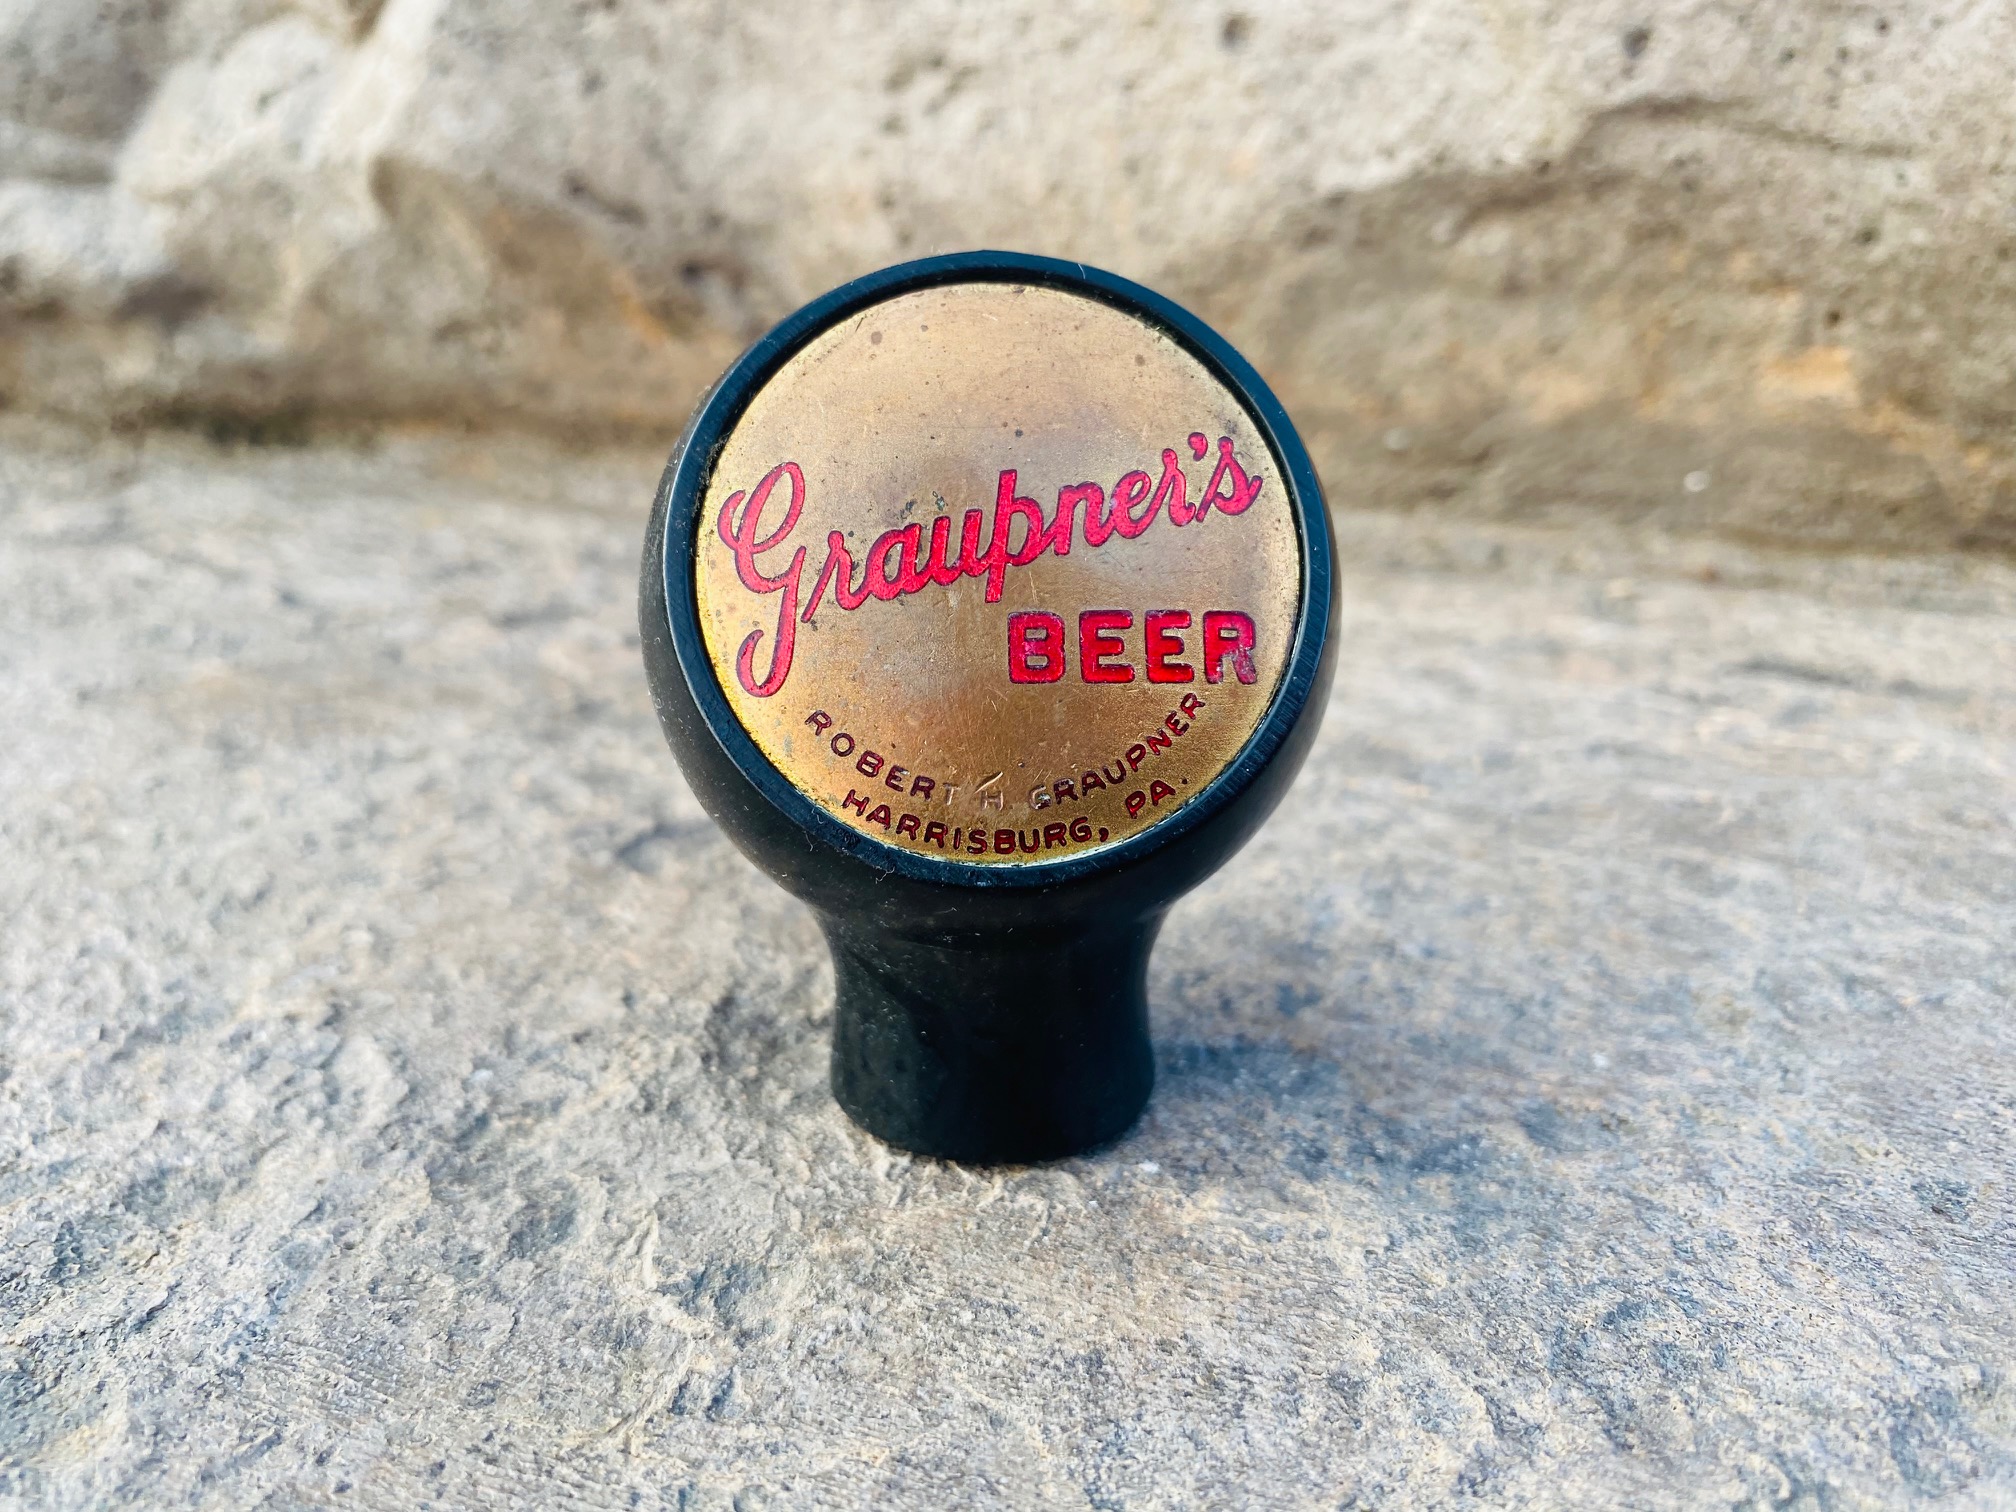 Graupner's
BEER
ROBERT H. GRAUPNER
HARRISBURG, PA.